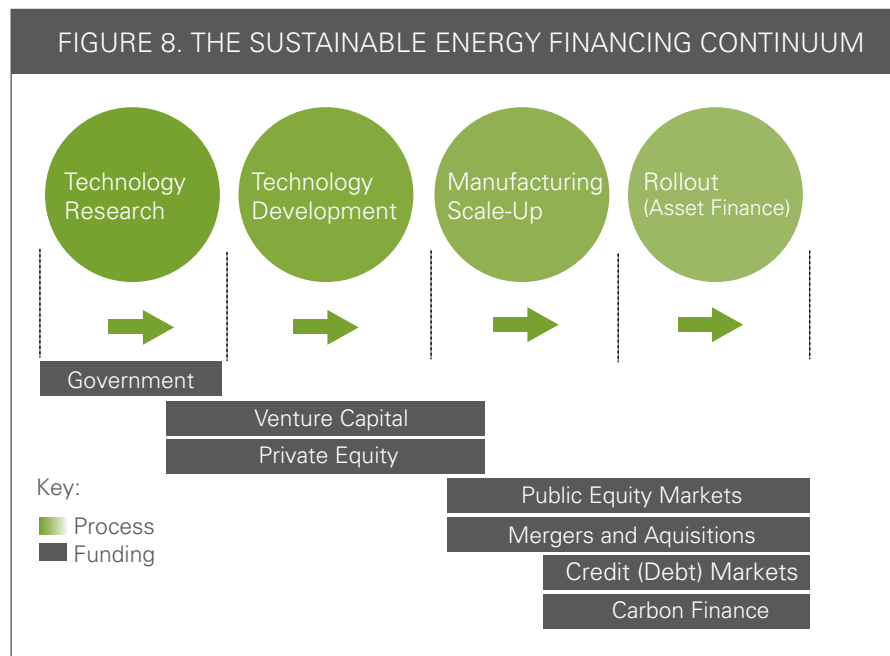 FIGURE 8. THE SUSTAINABLE ENERGY FINANCING CONTINUUM
Technology
Research
Technology
Development
Manufacturing
Scale-Up
Rollout
(Asset Finance)
Government
Venture Capital
Private Equity
Public Equity Markets
Mergers and Aquisitions
Credit (Debt) Markets
Carbon Finance
Key:
Process
Funding